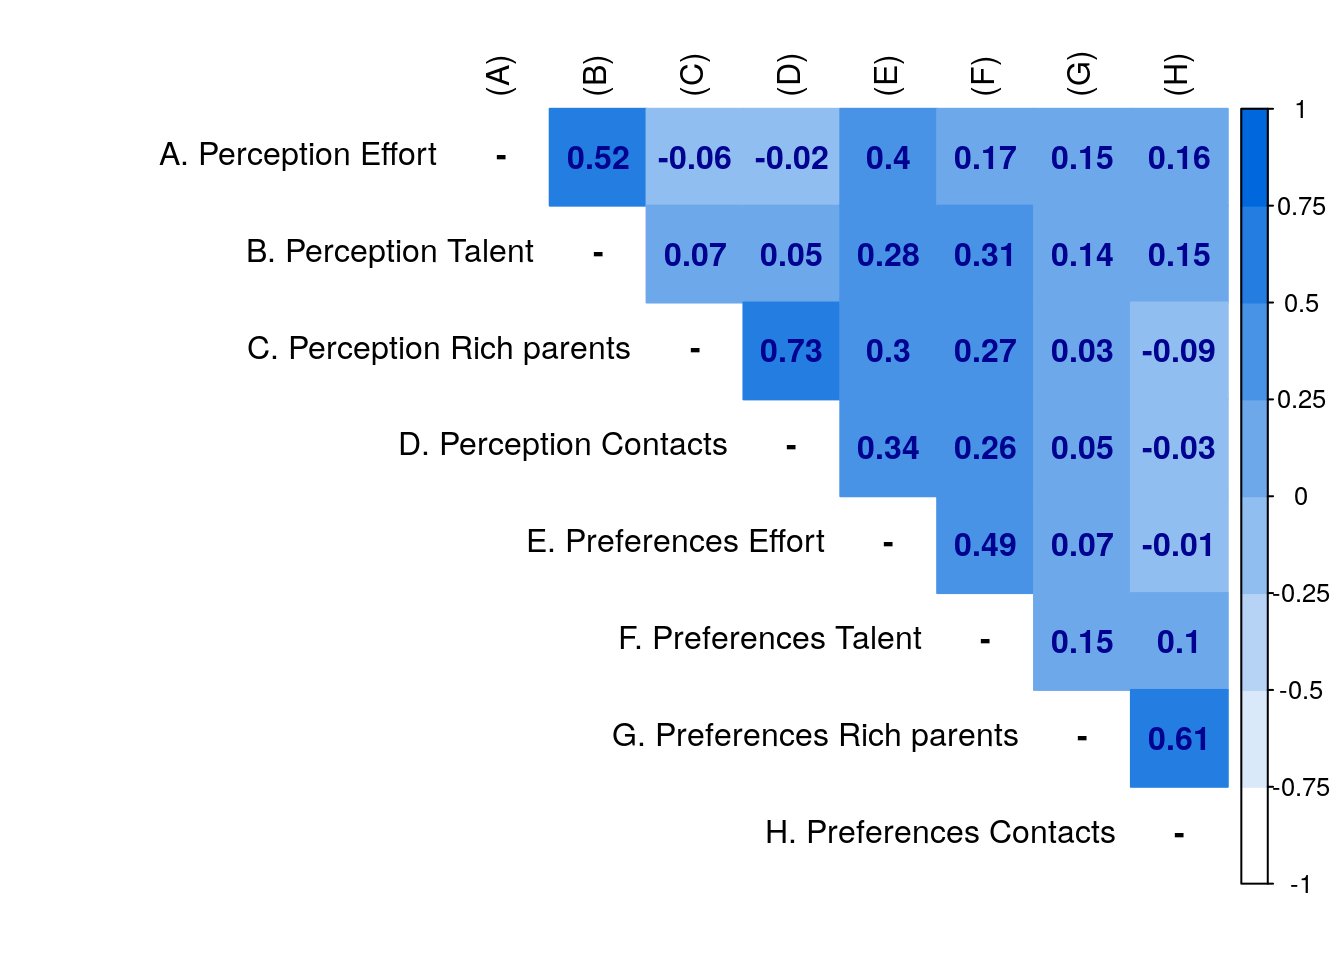 (A) (B) (C) (D) (E) (F) (G) (H)
A. Perception Effort - 0.52 -0.06 -0.02 0.4 0.17 0.15 0.16
B. Perception Talent - 0.07 0.05 0.28 0.31 0.14 0.15
C. Perception Rich parents - 0.73 0.3 0.27 0.03 -0.09
D. Perception Contacts - 0.34 0.26 0.05 -0.03
E. Preferences Effort - 0.49 0.07 -0.01
F. Preferences Talent - 0.15 0.1
G. Preferences Rich parents - 0.61
H. Preferences Contacts -
1
0.75
0.5
0.25
0
-0.25
-0.5
-0.75
-1